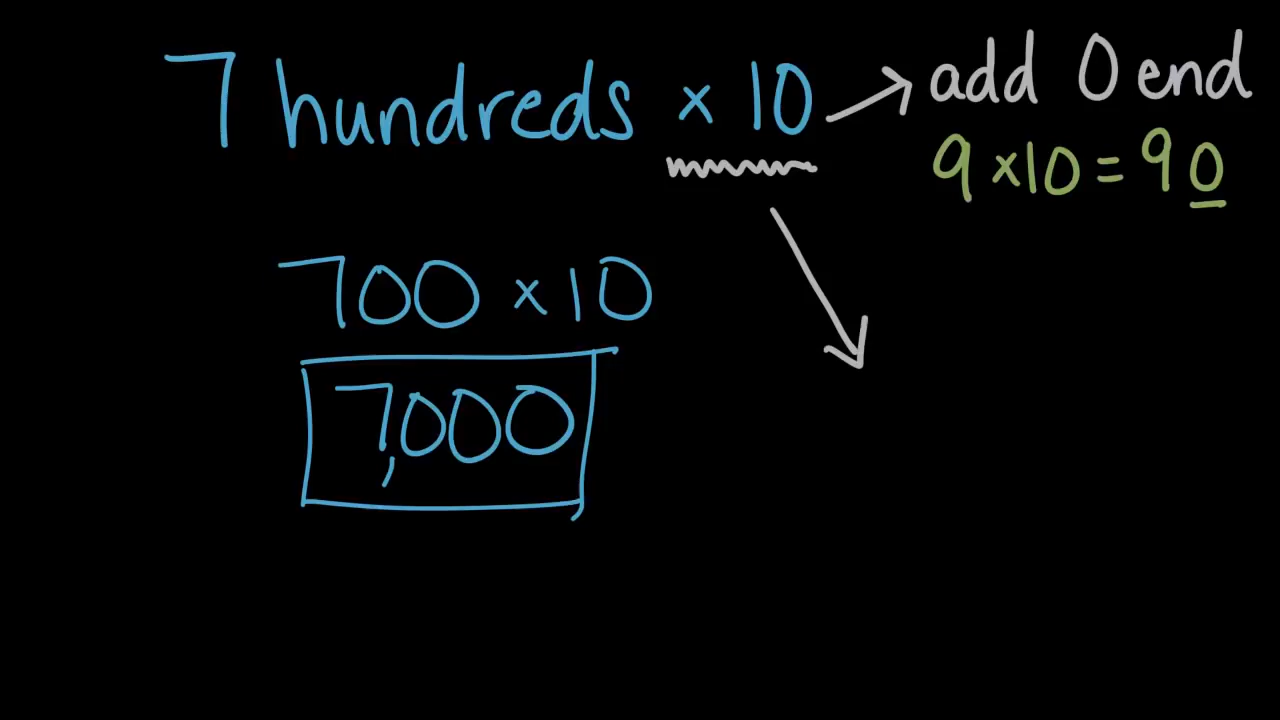 7 hundreds × 10
add 0 end
9 × 10 = 90
700 × 10
7,000